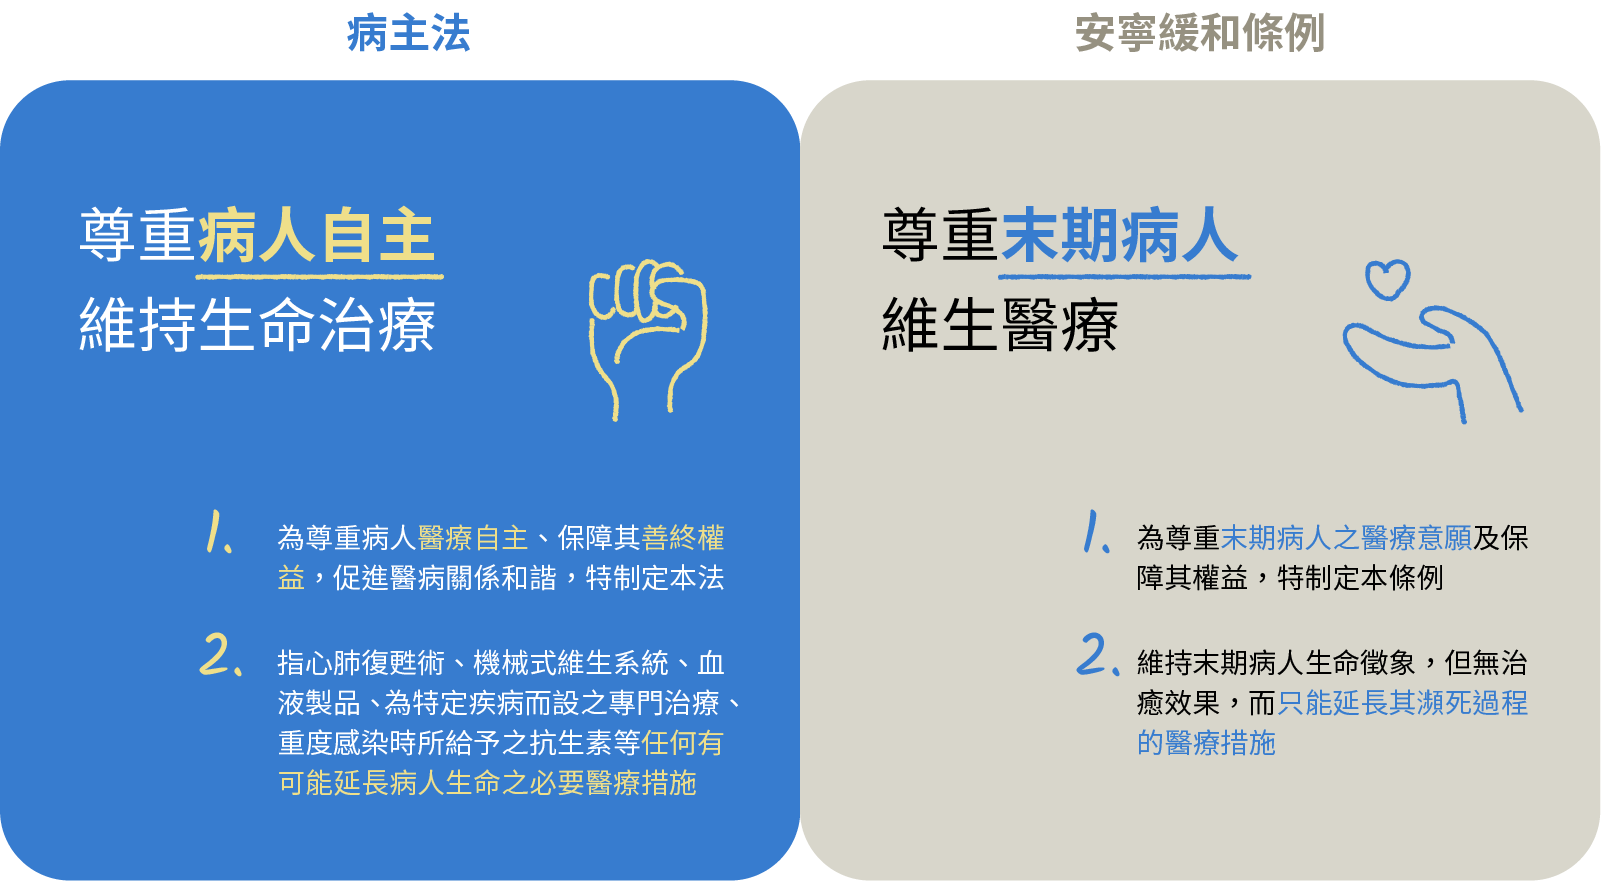 病主法
尊重病人自主
維持生命治療
1.
為尊重病人醫療自主、保障其善終權
益，促進醫病關係和諧，特制定本法
2.
指心肺復甦術、機械式維生系統、血
液製品、為特定疾病而設之專門治療、
重度感染時所給予之抗生素等任何有
可能延長病人生命之必要醫療措施
安寧緩和條例
尊重末期病人
維生醫療
1.
為尊重末期病人之醫療意願及保
障其權益，特制定本條例
2.
維持末期病人生命徵象，但無治
癒效果，而只能延長其瀕死過程
的醫療措施